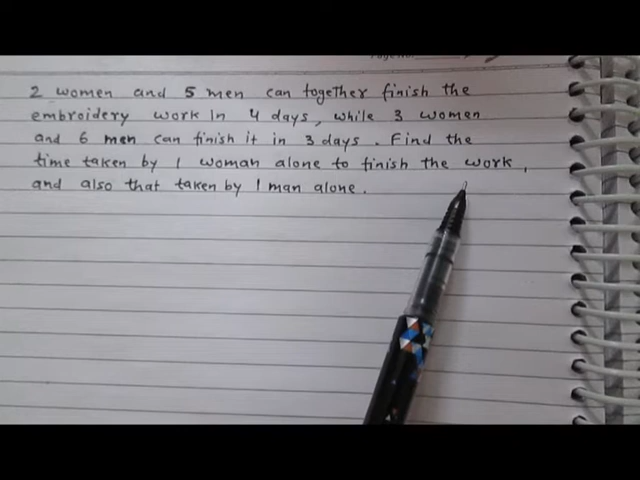 2 women and 5 men can together finish the
embroidery work in 4 days, while 3 women
and 6 men can finish it in 3 days. Find the
time taken by 1 woman alone to finish the work,
and also that taken by 1 man alone.